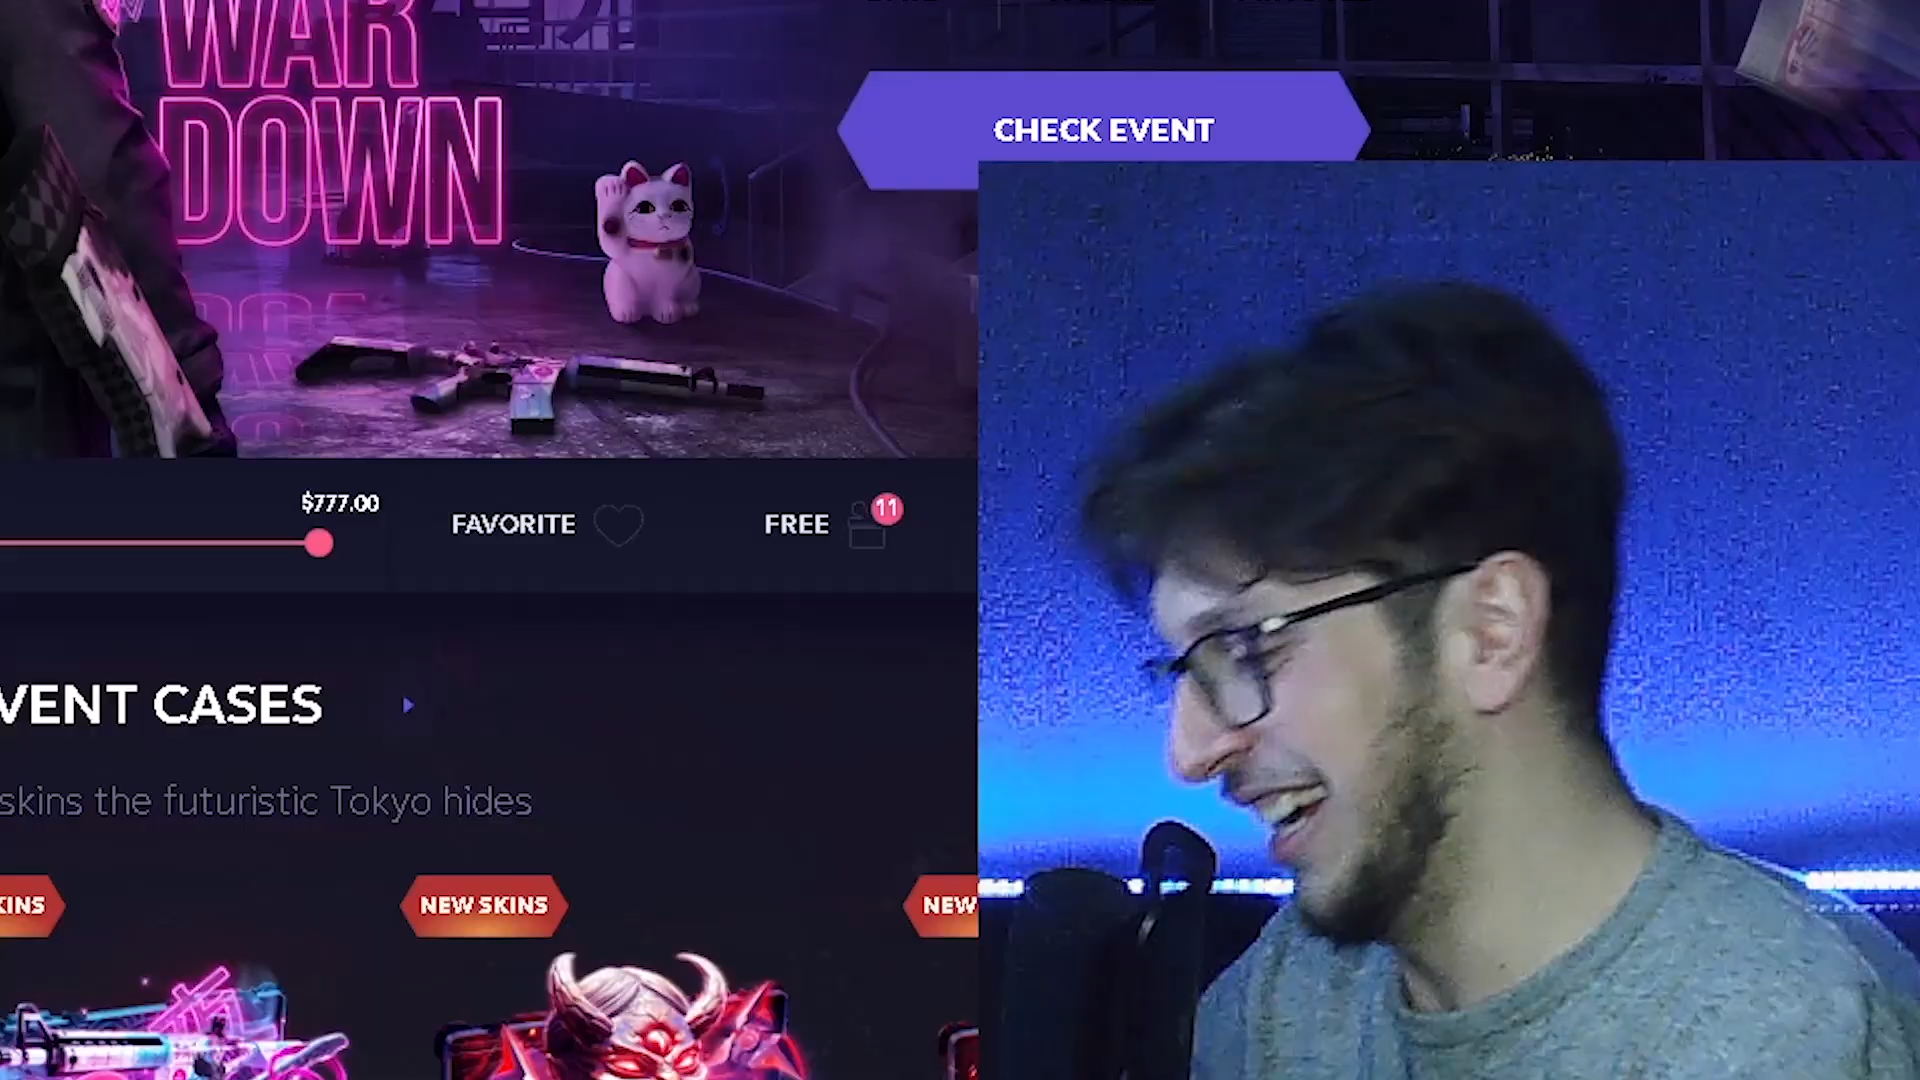 WAR
DOWN
CHECK EVENT
$777.00
FAVORITE
FREE
11
VENT CASES
skins the futuristic Tokyo hides
KINS
NEW SKINS
NEW